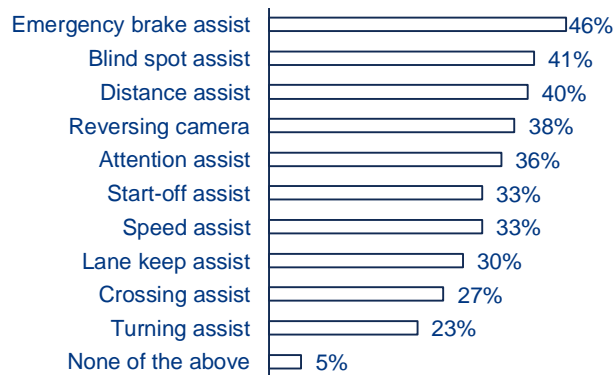 Emergency brake assist 46%
Blind spot assist 41%
Distance assist 40%
Reversing camera 38%
Attention assist 36%
Start-off assist 33%
Speed assist 33%
Lane keep assist 30%
Crossing assist 27%
Turning assist 23%
None of the above 5%